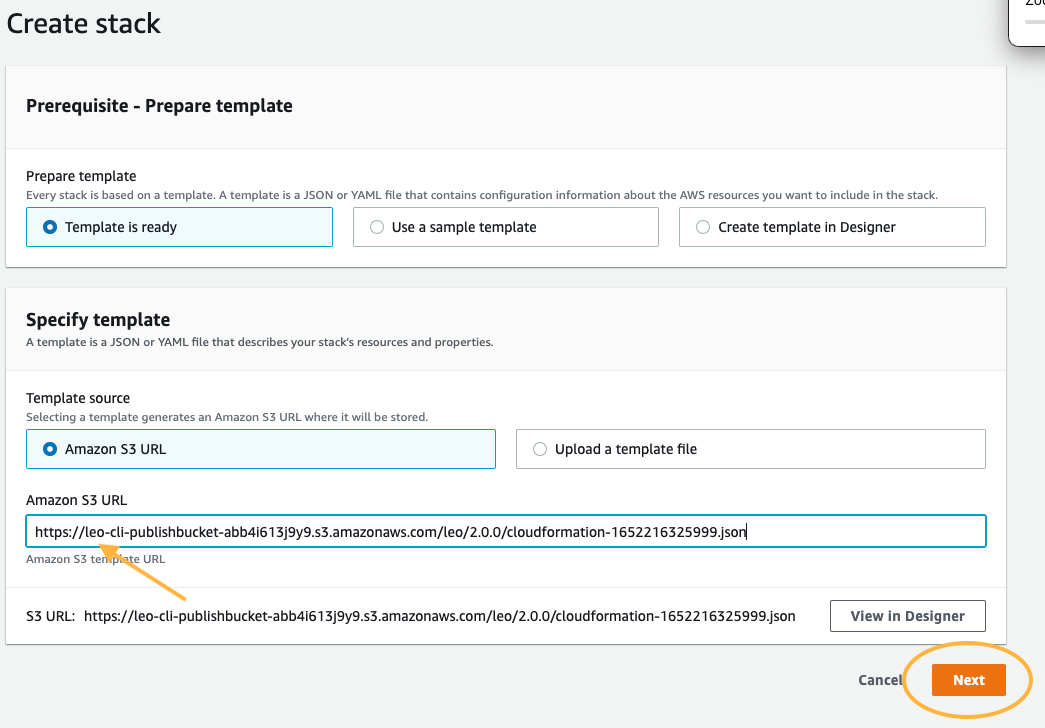 Create stack
Prerequisite - Prepare template
Prepare template
Every stack is based on a template. A template is a JSON or YAML file that contains configuration information about the AWS resources you want to include in the stack.
Template is ready
Use a sample template
Create template in Designer
Specify template
A template is a JSON or YAML file that describes your stack's resources and properties.
Template source
Selecting a template generates an Amazon S3 URL where it will be stored.
Amazon S3 URL
Upload a template file
Amazon S3 URL
https://leo-cli-publishbucket-abb4i613j9y9.s3.amazonaws.com/leo/2.0.0/cloudformation-1652216325999.json
Amazon S3 template URL
S3 URL: https://leo-cli-publishbucket-abb4i613j9y9.s3.amazonaws.com/leo/2.0.0/cloudformation-1652216325999.json
View in Designer
Cancel
Next